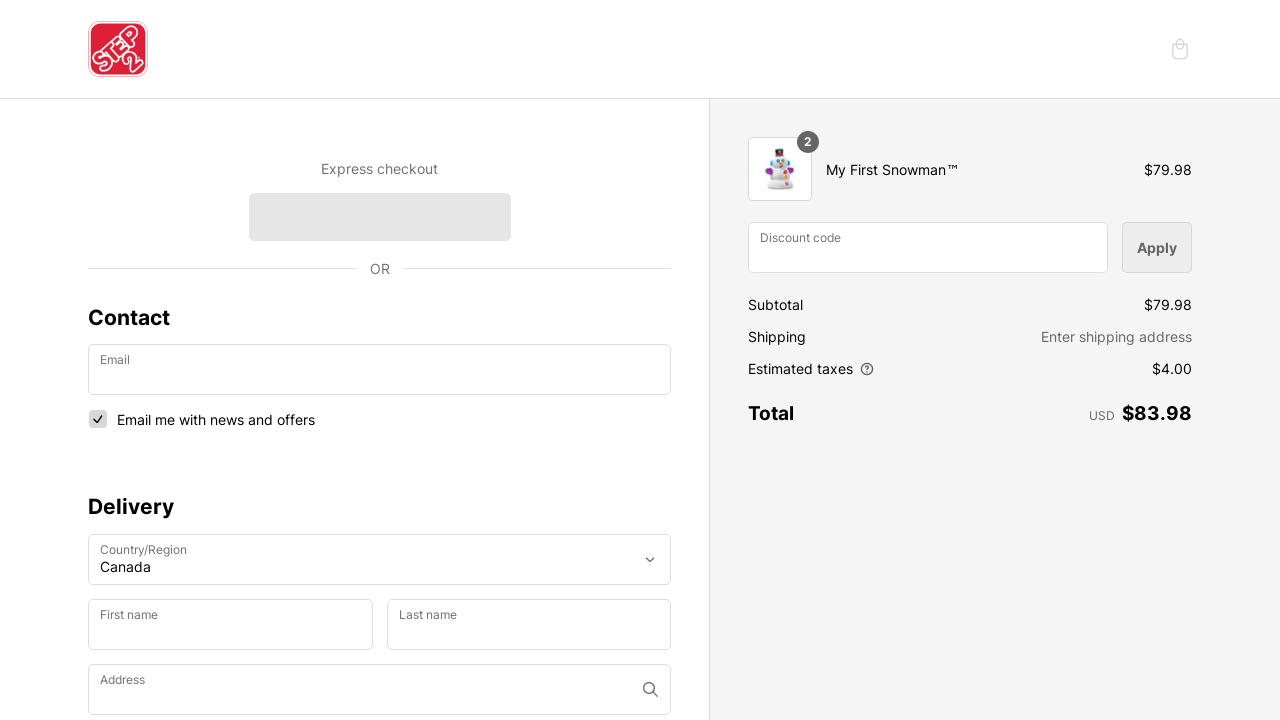 STEP
2
Express checkout
OR
Contact
Email
Email me with news and offers
Delivery
Country/Region
Canada
First name
Last name
Address
2
My First Snowman™
$79.98
Discount code
Apply
Subtotal
$79.98
Shipping
Enter shipping address
Estimated taxes
$4.00
Total
USD $83.98